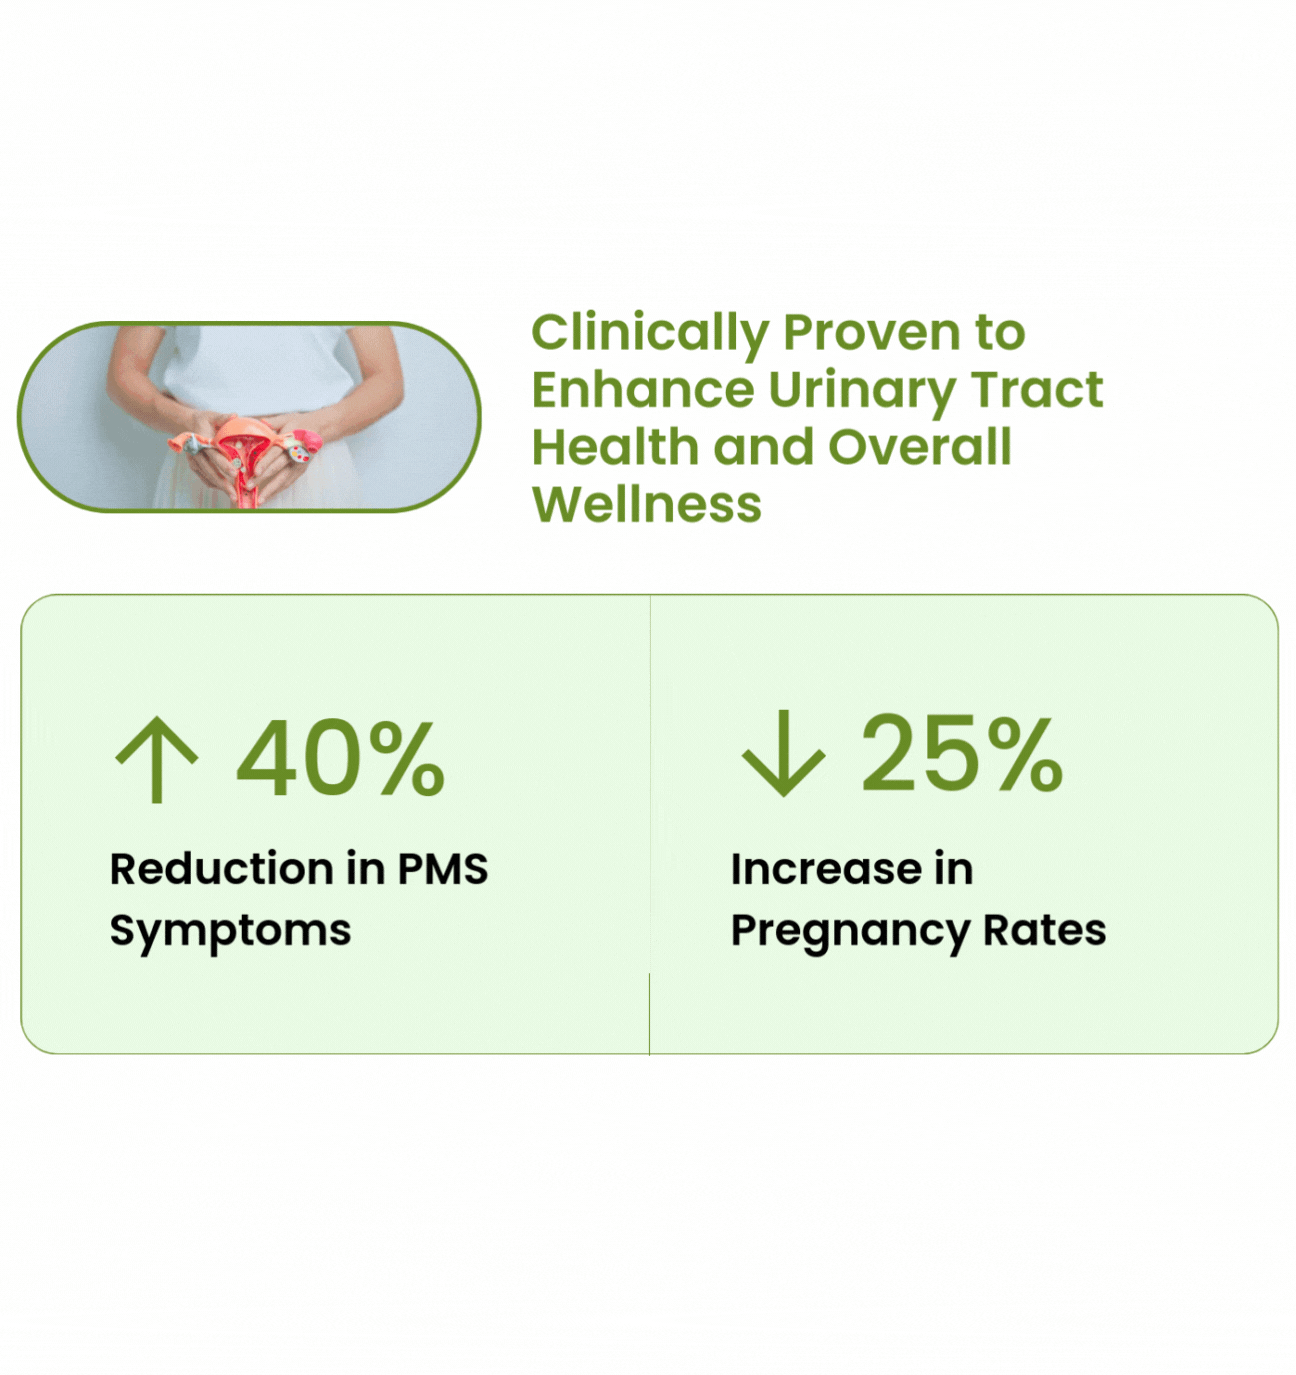 Clinically Proven to
Enhance Urinary Tract
Health and Overall
Wellness
↑ 40%
Reduction in PMS
Symptoms
↓ 25%
Increase in
Pregnancy Rates